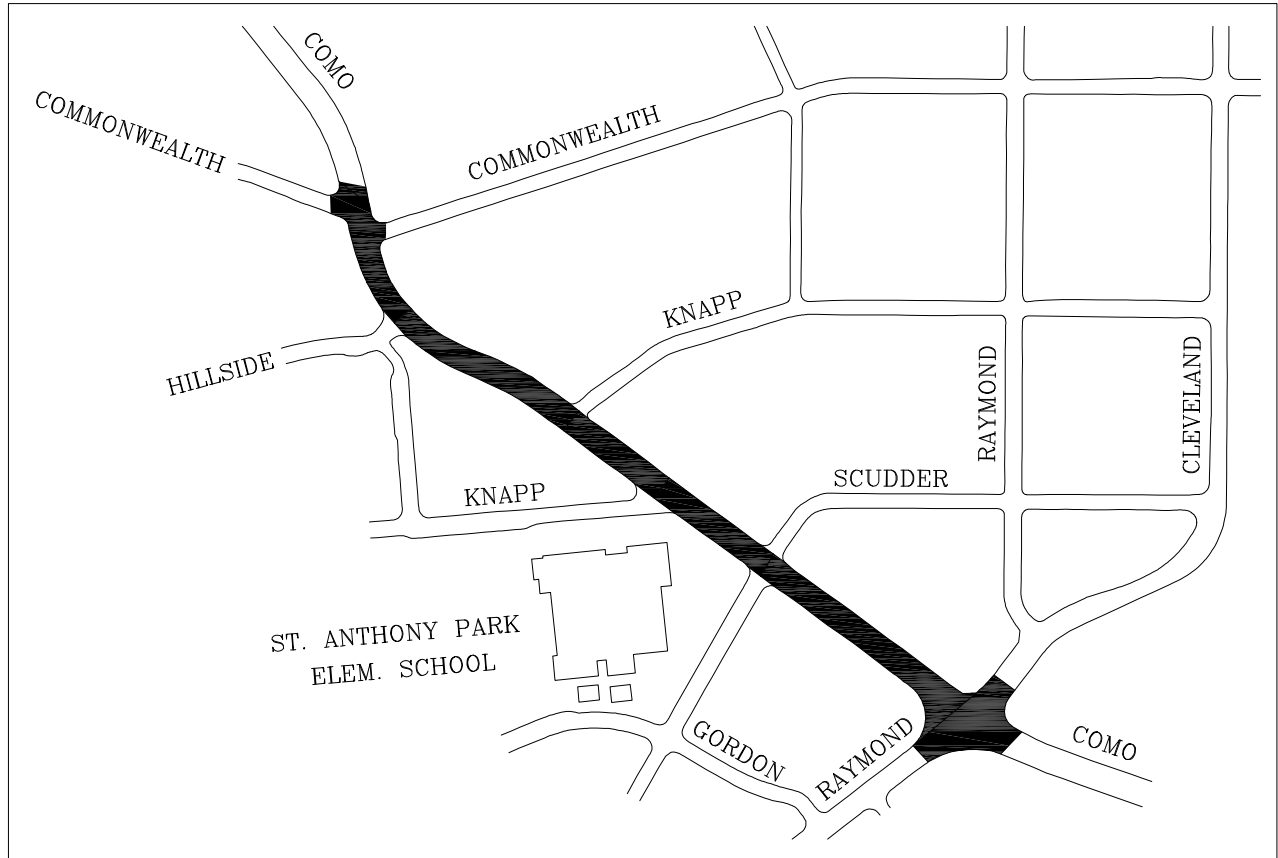 COMO
COMMONWEALTH
COMMONWEALTH
KNAPP
HILLSIDE
RAYMOND
CLEVELAND
SCUDDER
KNAPP
ST. ANTHONY PARK
ELEM. SCHOOL
GORDON
RAYMOND
COMO